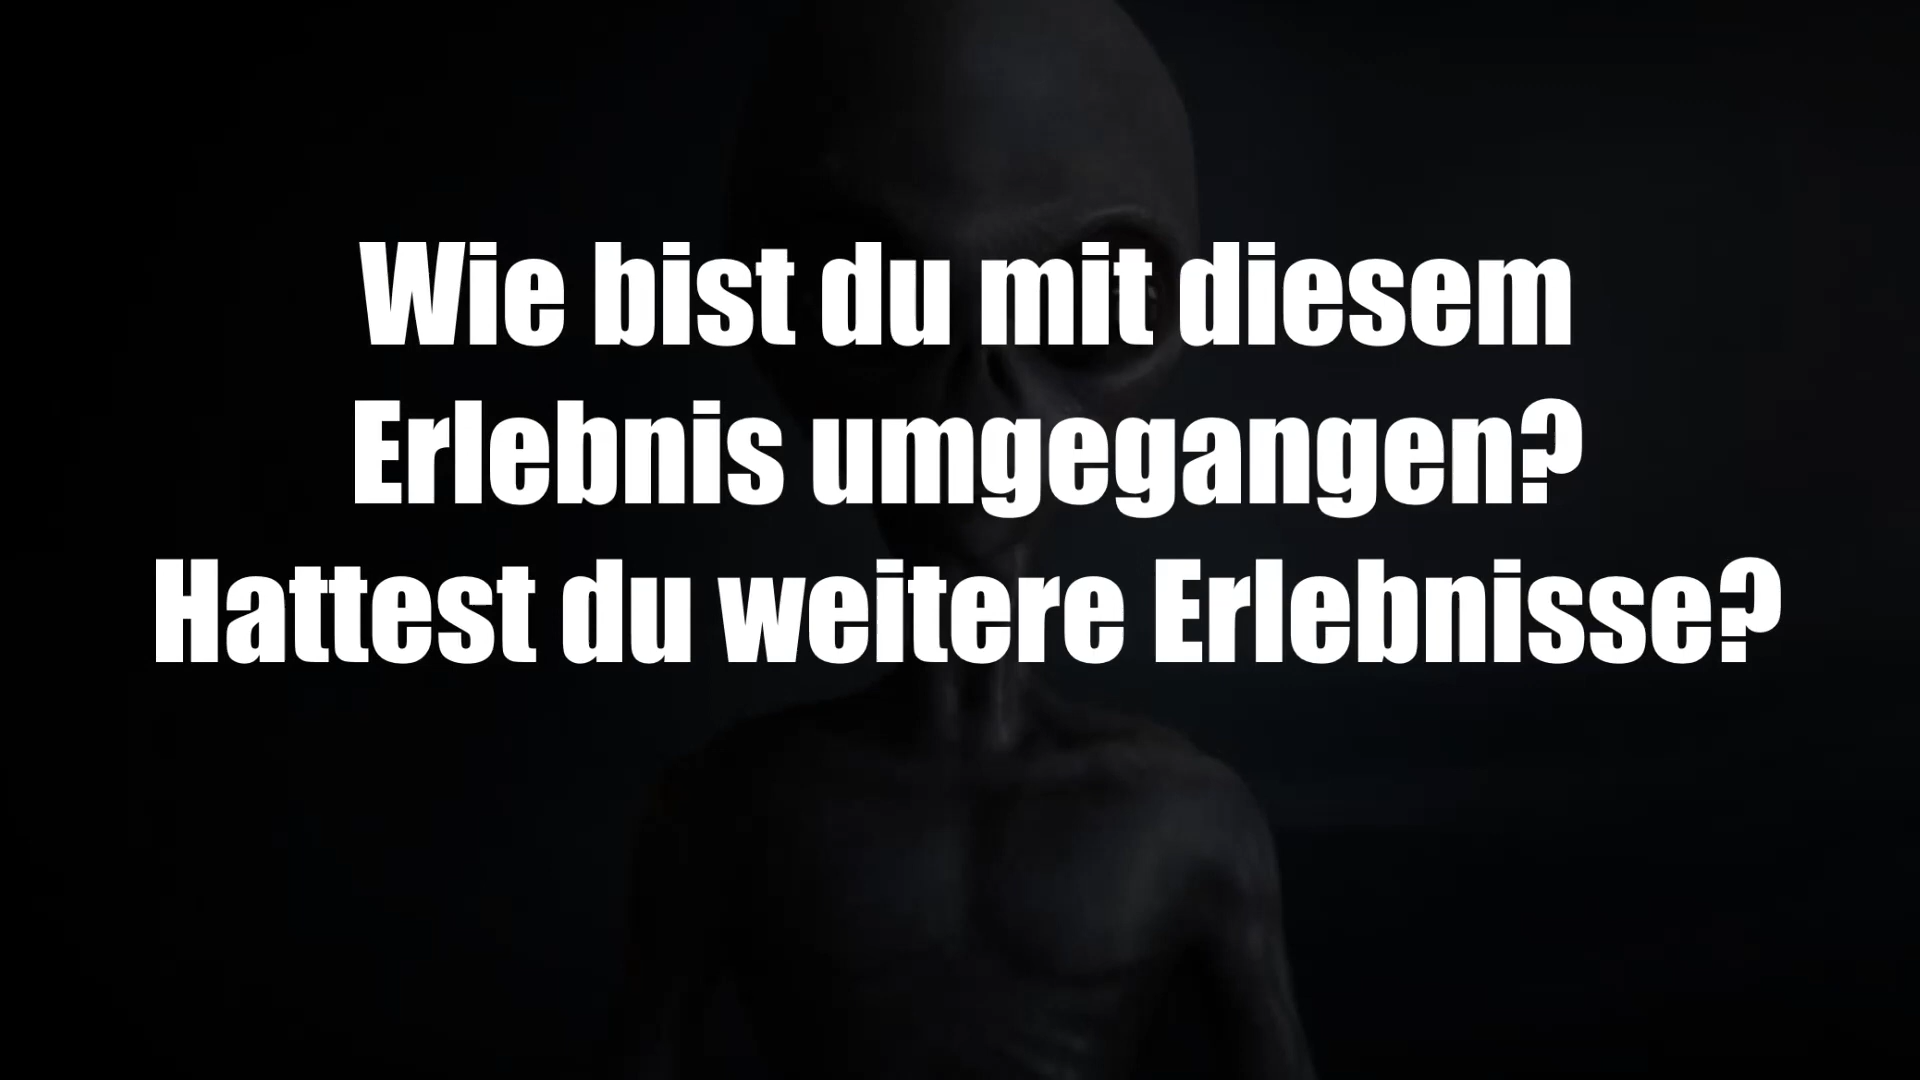 Wie bist du mit diesem
Erlebnis umgegangen?
Hattest du weitere Erlebnisse?